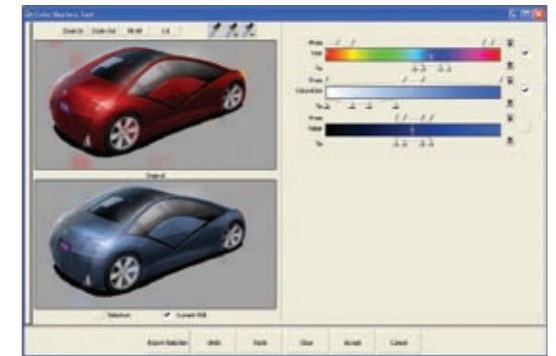 Color Replace Tool
Zoom In Zoom Out Fit All 1:1
From
Hue
To
From
Saturation
To
From
Value
To
Original
Selection Current Fill
Export Selection Undo Redo Clear Accept Cancel